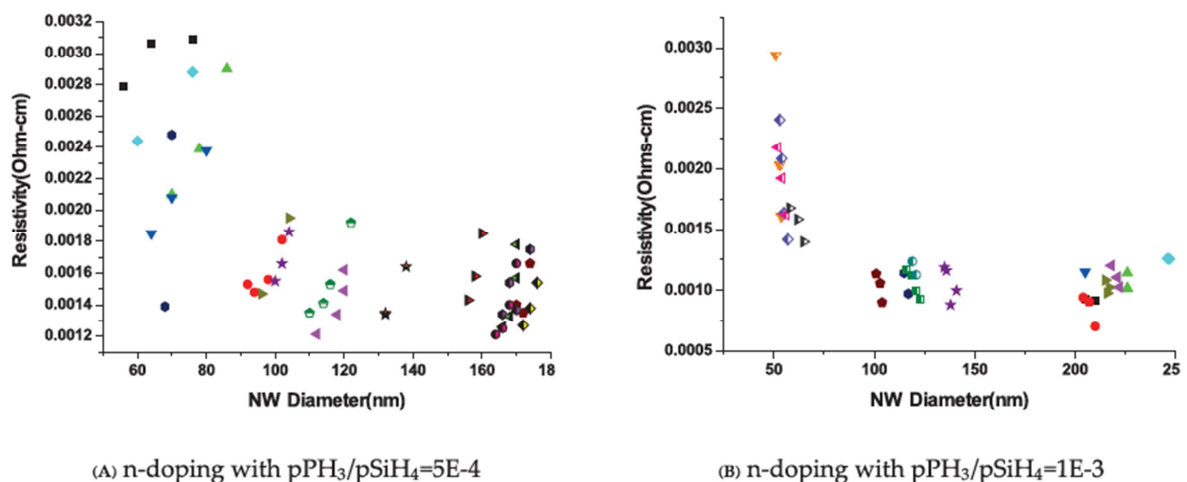 0.0032
0.0030
0.0028
0.0026
0.0024
0.0022
0.0020
0.0018
0.0016
0.0014
0.0012
Resistivity(Ohm-cm)
60 80 100 120 140 160 18
NW Diameter(nm)
(A) n-doping with pPH₃/pSiH₄=5E-4
0.0030
0.0025
0.0020
0.0015
0.0010
0.0005
Resistivity(Ohms-cm)
50 100 150 200 25
NW Diameter(nm)
(B) n-doping with pPH₃/pSiH₄=1E-3